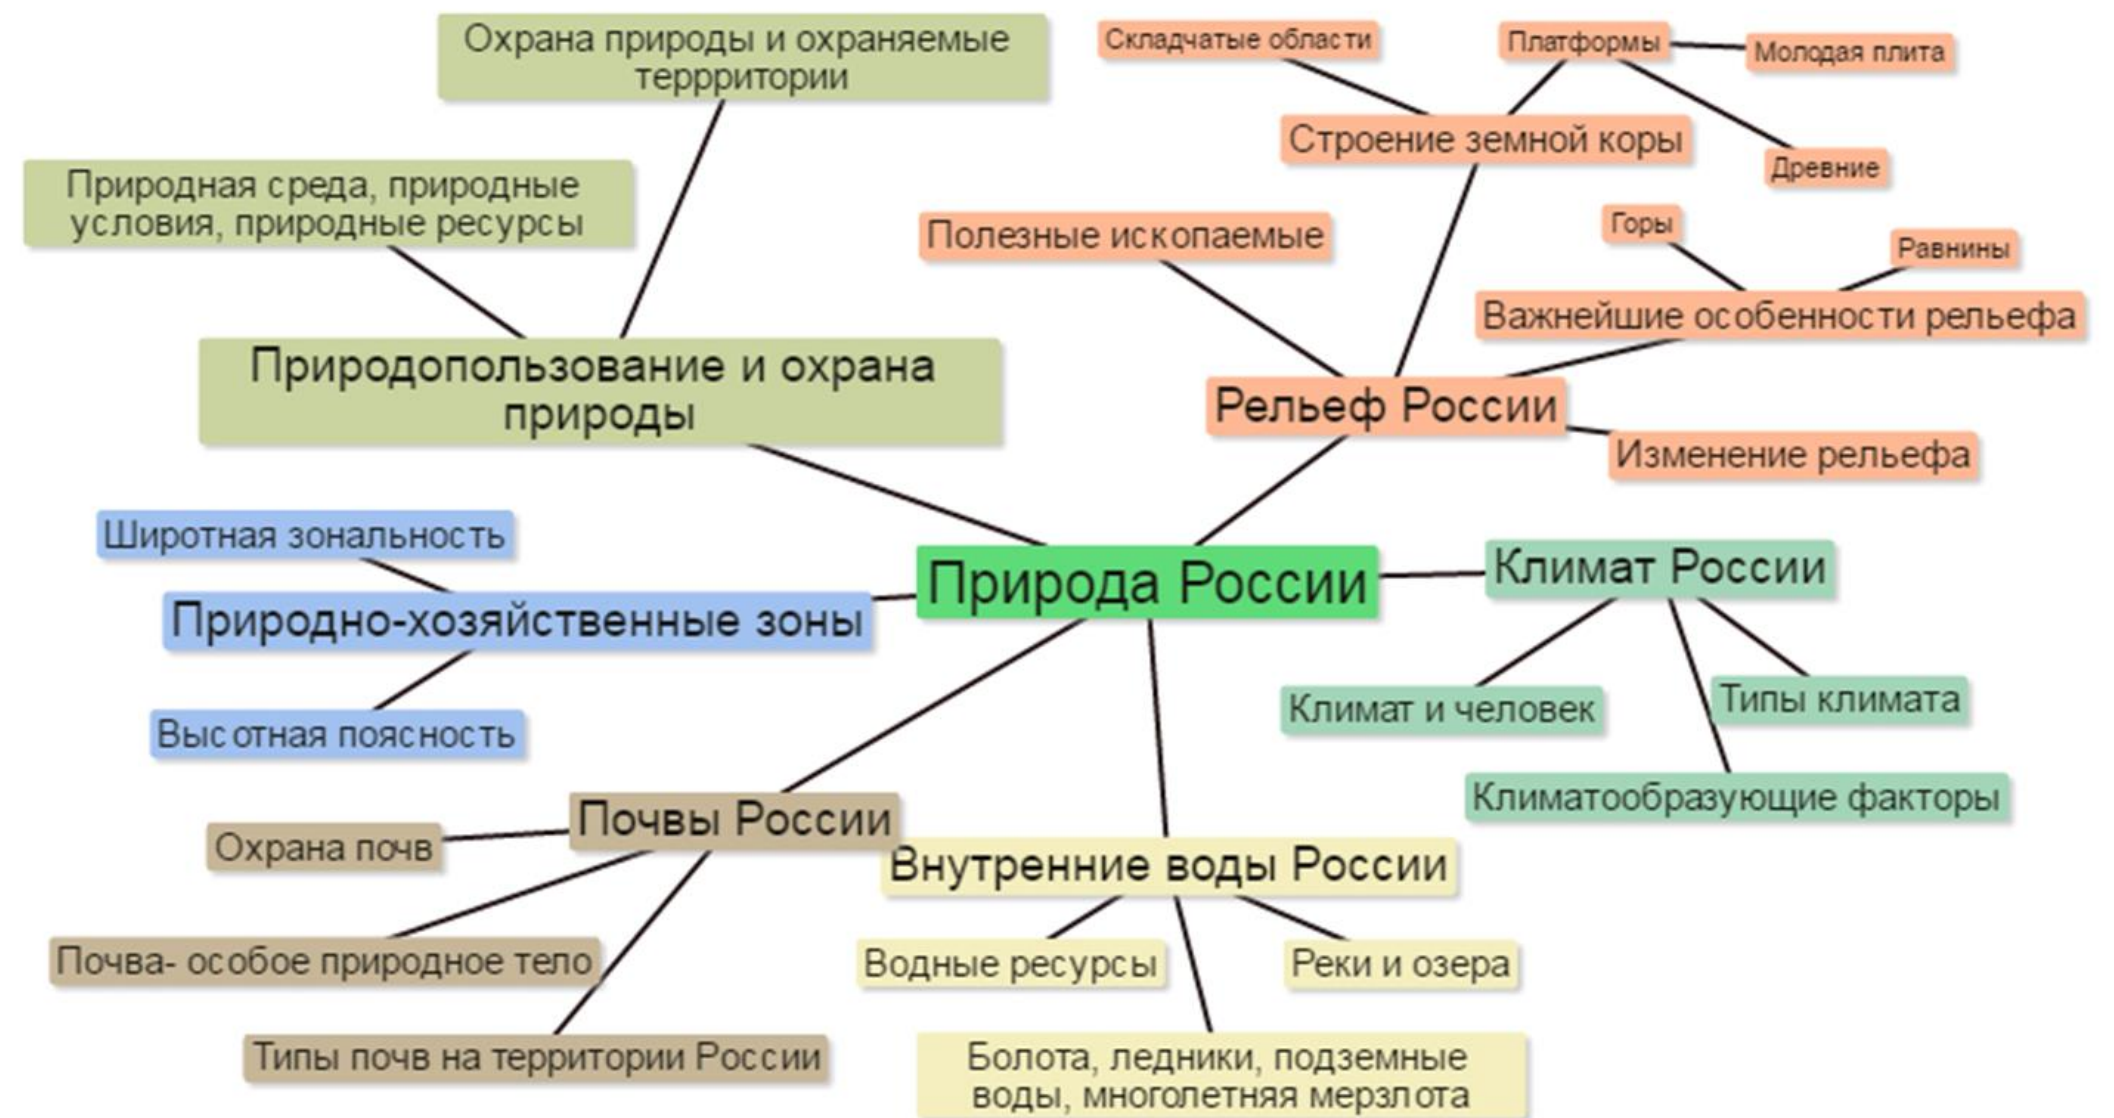 Охрана природы и охраняемые
террритории
Складчатые области
Платформы
Молодая плита
Строение земной коры
Древние
Природная среда, природные
условия, природные ресурсы
Полезные ископаемые
Горы
Равнины
Важнейшие особенности рельефа
Природопользование и охрана
природы
Рельеф России
Изменение рельефа
Широтная зональность
Природа России
Климат России
Природно-хозяйственные зоны
Высотная поясность
Климат и человек
Типы климата
Климатообразующие факторы
Почвы России
Охрана почв
Внутренние воды России
Почва- особое природное тело
Водные ресурсы
Реки и озера
Типы почв на территории России
Болота, ледники, подземные
воды, многолетняя мерзлота